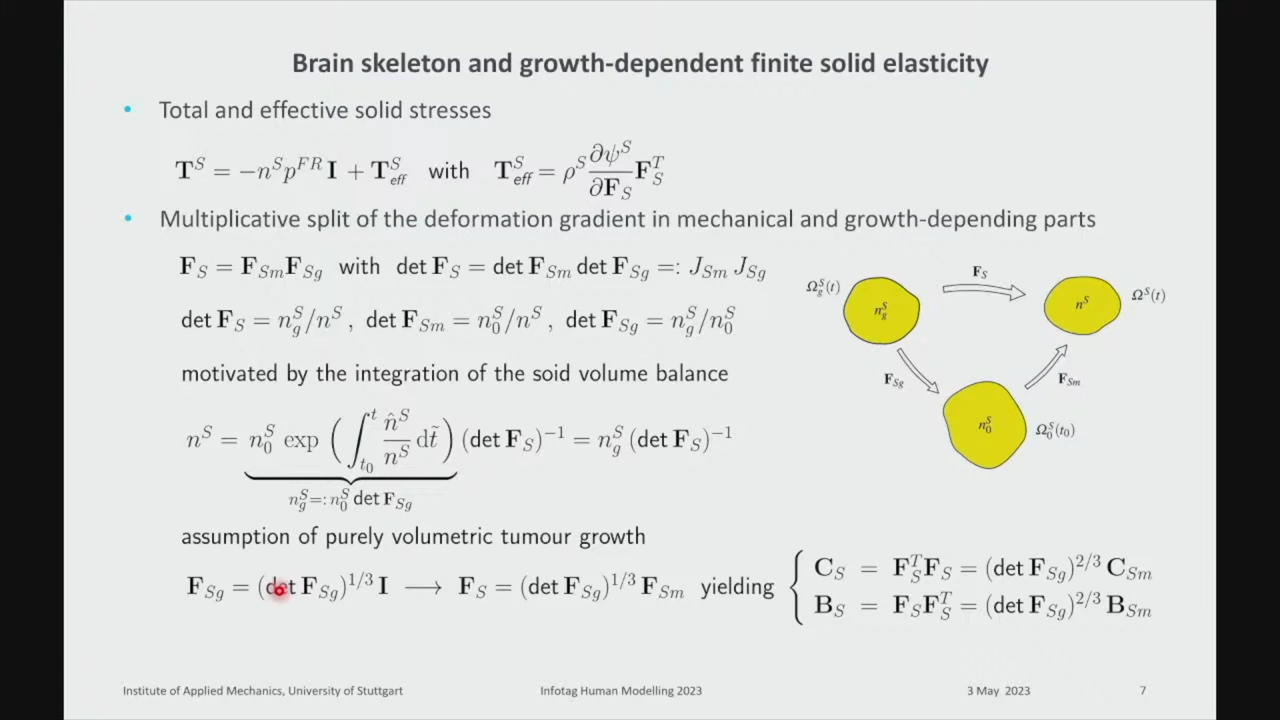 Brain skeleton and growth-dependent finite solid elasticity
• Total and effective solid stresses
T^S = −n^S p^{FR} I + T^S_{eff} with T^S_{eff} = ρ^S ∂ψ^S/∂F_S F_S^T
• Multiplicative split of the deformation gradient in mechanical and growth-depending parts
F_S = F_{Sm}F_{Sg} with det F_S = det F_{Sm} det F_{Sg} =: J_{Sm} J_{Sg}
det F_S = n^S_g/n^S , det F_{Sm} = n^S_0/n^S , det F_{Sg} = n^S_g/n^S_0
motivated by the integration of the soid volume balance
n^S = n^S_0 exp ( ∫_{t_0}^t n̂^S/n^S dt̃ ) (det F_S)^{−1} = n^S_g (det F_S)^{−1}
n^S_g =: n^S_0 det F_{Sg}
F_S
Ω^S_g(t)
n^S_g
n^S
Ω^S(t)
F_{Sg}
F_{Sm}
n^S_0
Ω^S_0(t_0)
assumption of purely volumetric tumour growth
F_{Sg} = (det F_{Sg})^{1/3} I ⟶ F_S = (det F_{Sg})^{1/3} F_{Sm} yielding
C_S = F_S^T F_S = (det F_{Sg})^{2/3} C_{Sm}
B_S = F_S F_S^T = (det F_{Sg})^{2/3} B_{Sm}
Institute of Applied Mechanics, University of Stuttgart
Infotag Human Modelling 2023
3 May 2023
7